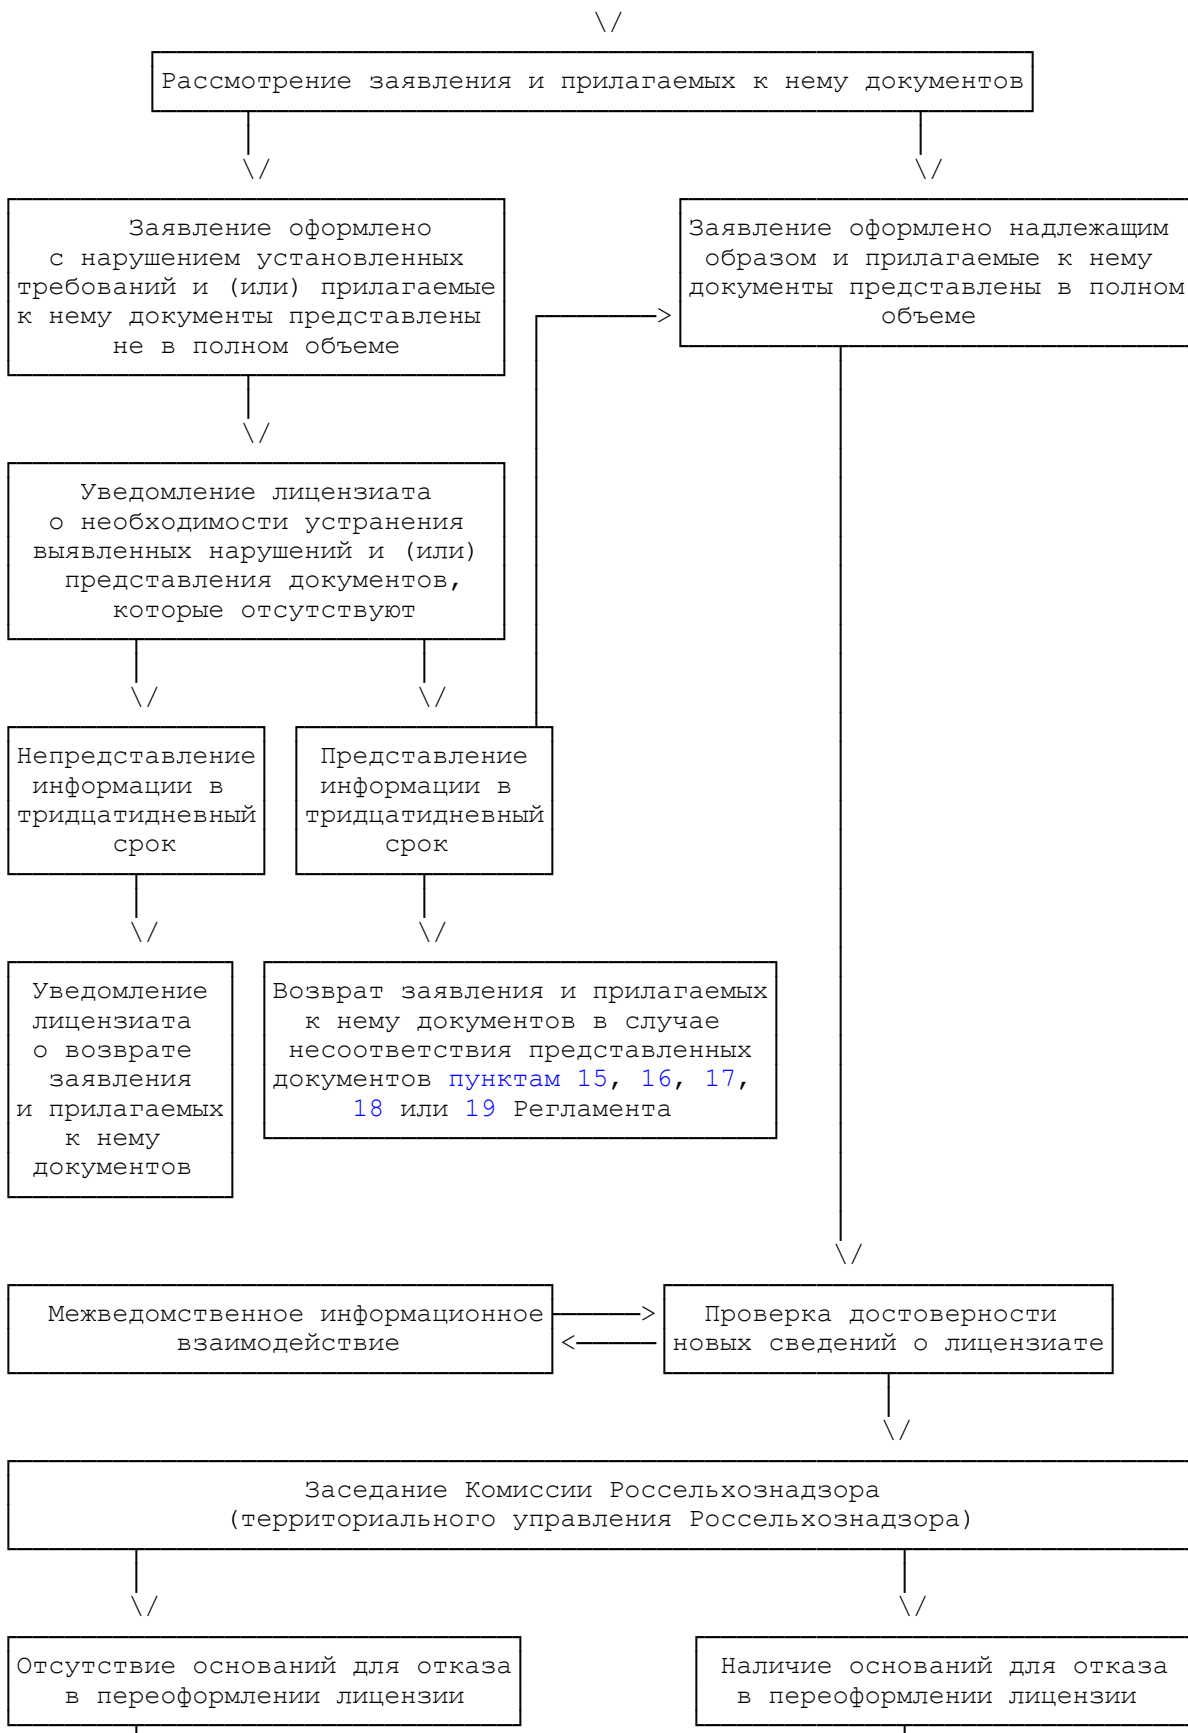 Рассмотрение заявления и прилагаемых к нему документов
Заявление оформлено
с нарушением установленных
требований и (или) прилагаемые
к нему документы представлены
не в полном объеме
Заявление оформлено надлежащим
образом и прилагаемые к нему
документы представлены в полном
объеме
Уведомление лицензиата
о необходимости устранения
выявленных нарушений и (или)
представления документов,
которые отсутствуют
Непредставление
информации в
тридцатидневный
срок
Представление
информации в
тридцатидневный
срок
Уведомление
лицензиата
о возврате
заявления
и прилагаемых
к нему
документов
Возврат заявления и прилагаемых
к нему документов в случае
несоответствия представленных
документов пунктам 15, 16, 17,
18 или 19 Регламента
Межведомственное информационное
взаимодействие
Проверка достоверности
новых сведений о лицензиате
Заседание Комиссии Россельхознадзора
(территориального управления Россельхознадзора)
Отсутствие оснований для отказа
в переоформлении лицензии
Наличие оснований для отказа
в переоформлении лицензии